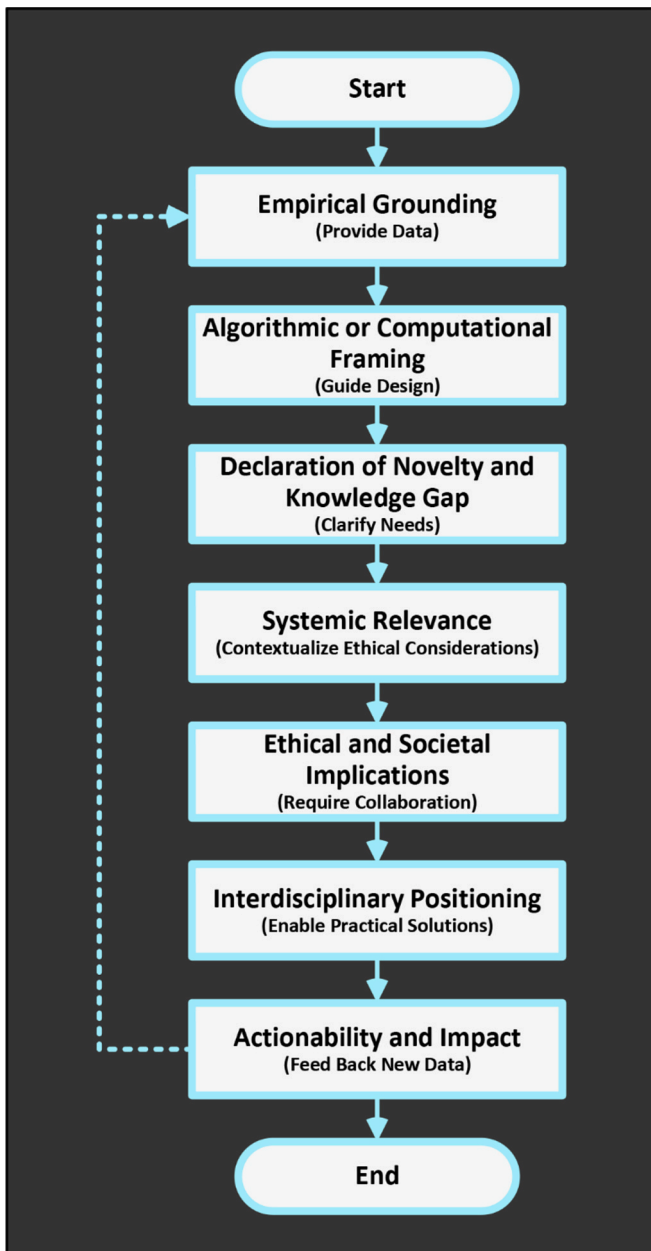 Start
Empirical Grounding
(Provide Data)
Algorithmic or Computational
Framing
(Guide Design)
Declaration of Novelty and
Knowledge Gap
(Clarify Needs)
Systemic Relevance
(Contextualize Ethical Considerations)
Ethical and Societal
Implications
(Require Collaboration)
Interdisciplinary Positioning
(Enable Practical Solutions)
Actionability and Impact
(Feed Back New Data)
End